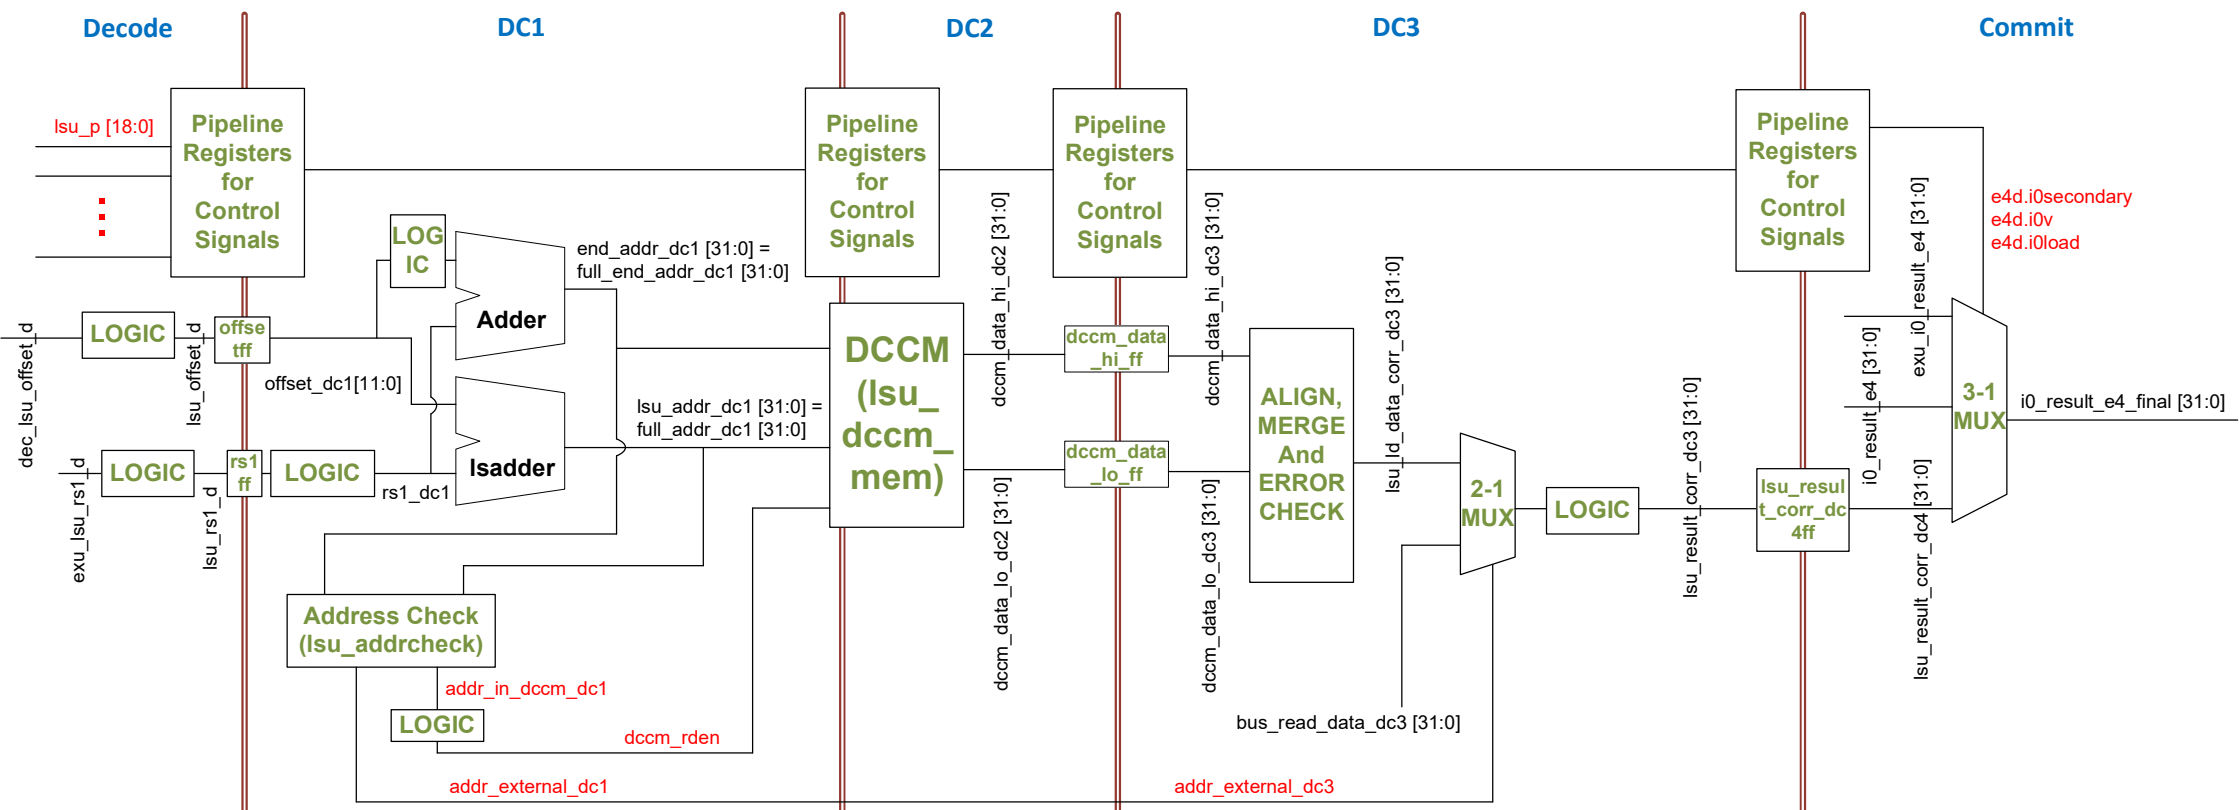 Decode
DC1
DC2
DC3
Commit
lsu_p [18:0]
Pipeline
Registers
for
Control
Signals
Pipeline
Registers
for
Control
Signals
Pipeline
Registers
for
Control
Signals
Pipeline
Registers
for
Control
Signals
e4d.i0secondary
e4d.i0v
e4d.i0load
LOG
IC
Adder
end_addr_dc1 [31:0] =
full_end_addr_dc1 [31:0]
dec_lsu_offset_d
LOGIC
lsu_offset_d
offse
tff
offset_dc1[11:0]
exu_lsu_rs1_d
LOGIC
lsu_rs1_d
rs1
ff
LOGIC
rs1_dc1
lsadder
lsu_addr_dc1 [31:0] =
full_addr_dc1 [31:0]
DCCM
(lsu_
dccm_
mem)
dccm_data_hi_dc2 [31:0]
dccm_data_lo_dc2 [31:0]
dccm_data
_hi_ff
dccm_data
_lo_ff
dccm_data_hi_dc3 [31:0]
dccm_data_lo_dc3 [31:0]
ALIGN,
MERGE
And
ERROR
CHECK
lsu_ld_data_corr_dc3 [31:0]
2-1
MUX
bus_read_data_dc3 [31:0]
LOGIC
lsu_result_corr_dc3 [31:0]
lsu_resul
t_corr_dc
4ff
exu_i0_result_e4 [31:0]
i0_result_e4 [31:0]
lsu_result_corr_dc4 [31:0]
3-1
MUX
i0_result_e4_final [31:0]
Address Check
(lsu_addrcheck)
addr_in_dccm_dc1
LOGIC
dccm_rden
addr_external_dc1
addr_external_dc3